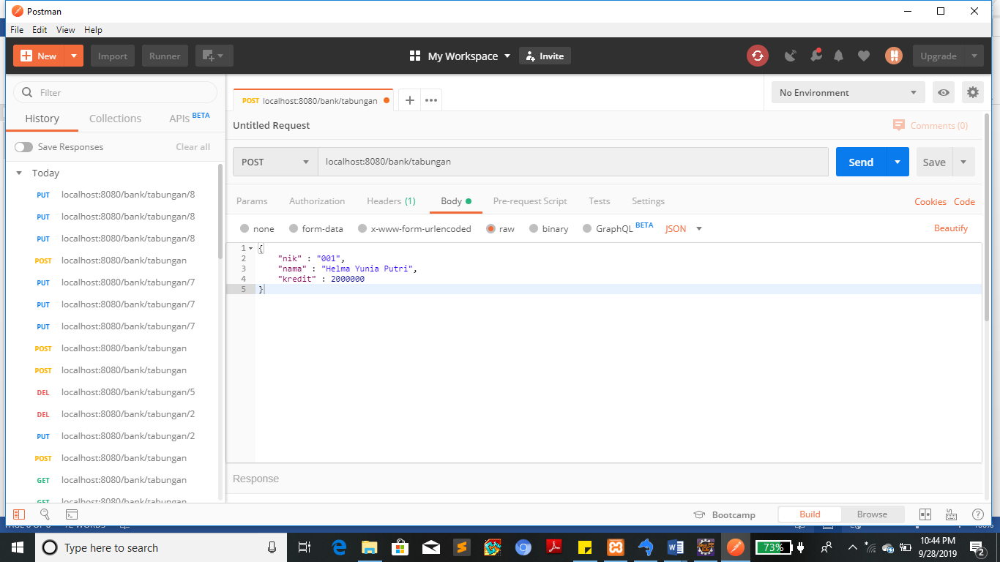 Postman
File Edit View Help
New Import Runner My Workspace Invite Upgrade
Filter
History Collections APIs BETA
Save Responses Clear all
Today
PUT localhost:8080/bank/tabungan/8
PUT localhost:8080/bank/tabungan/8
PUT localhost:8080/bank/tabungan/8
POST localhost:8080/bank/tabungan
PUT localhost:8080/bank/tabungan/7
PUT localhost:8080/bank/tabungan/7
PUT localhost:8080/bank/tabungan/7
POST localhost:8080/bank/tabungan
POST localhost:8080/bank/tabungan
DEL localhost:8080/bank/tabungan/5
DEL localhost:8080/bank/tabungan/2
PUT localhost:8080/bank/tabungan/2
POST localhost:8080/bank/tabungan
GET localhost:8080/bank/tabungan
GET localhost:8080/bank/tabungan
POST localhost:8080/bank/tabungan
No Environment
Untitled Request Comments (0)
POST localhost:8080/bank/tabungan Send Save
Params Authorization Headers (1) Body Pre-request Script Tests Settings Cookies Code
none form-data x-www-form-urlencoded raw binary GraphQL BETA JSON Beautify
1 {
2 "nik" : "001",
3 "nama" : "Helma Yunia Putri",
4 "kredit" : 2000000
5 }
Response
Bootcamp Build Browse
Type here to search
73%
10:44 PM
9/28/2019
2